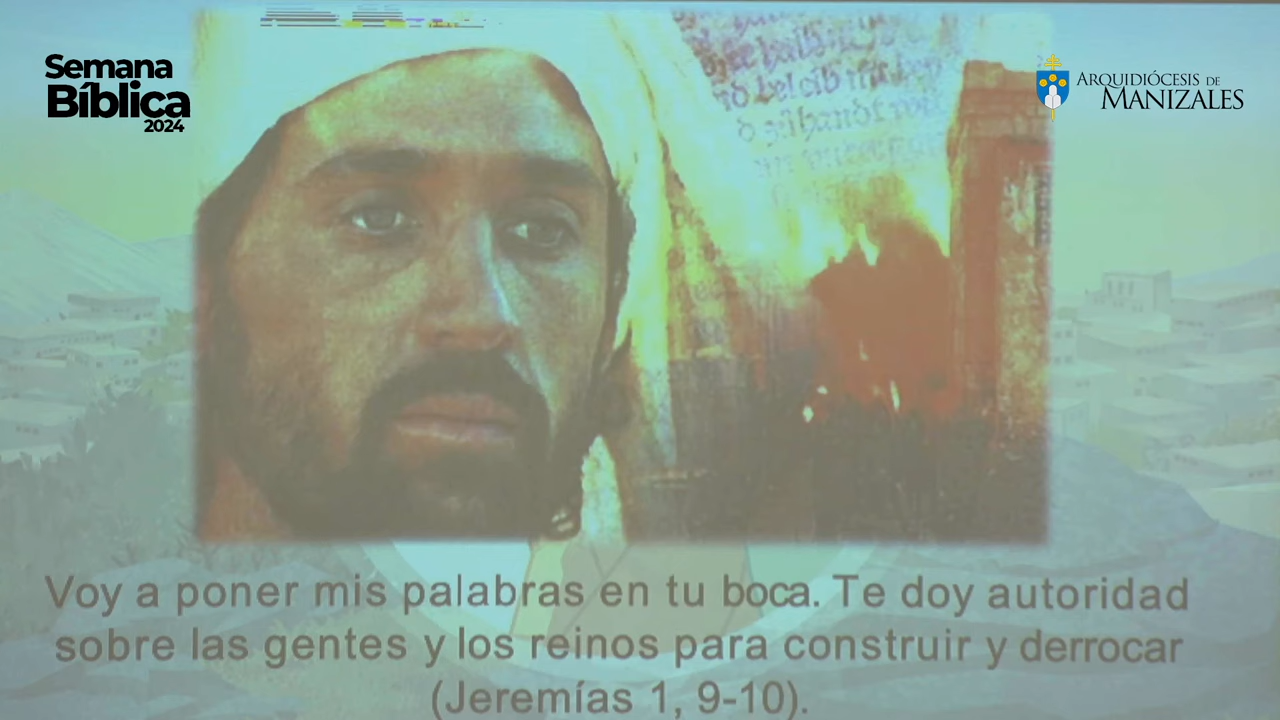 Semana
Bíblica
2024
ARQUIDIÓCESIS DE
MANIZALES
Voy a poner mis palabras en tu boca. Te doy autoridad
sobre las gentes y los reinos para construir y derrocar
(Jeremías 1, 9-10).